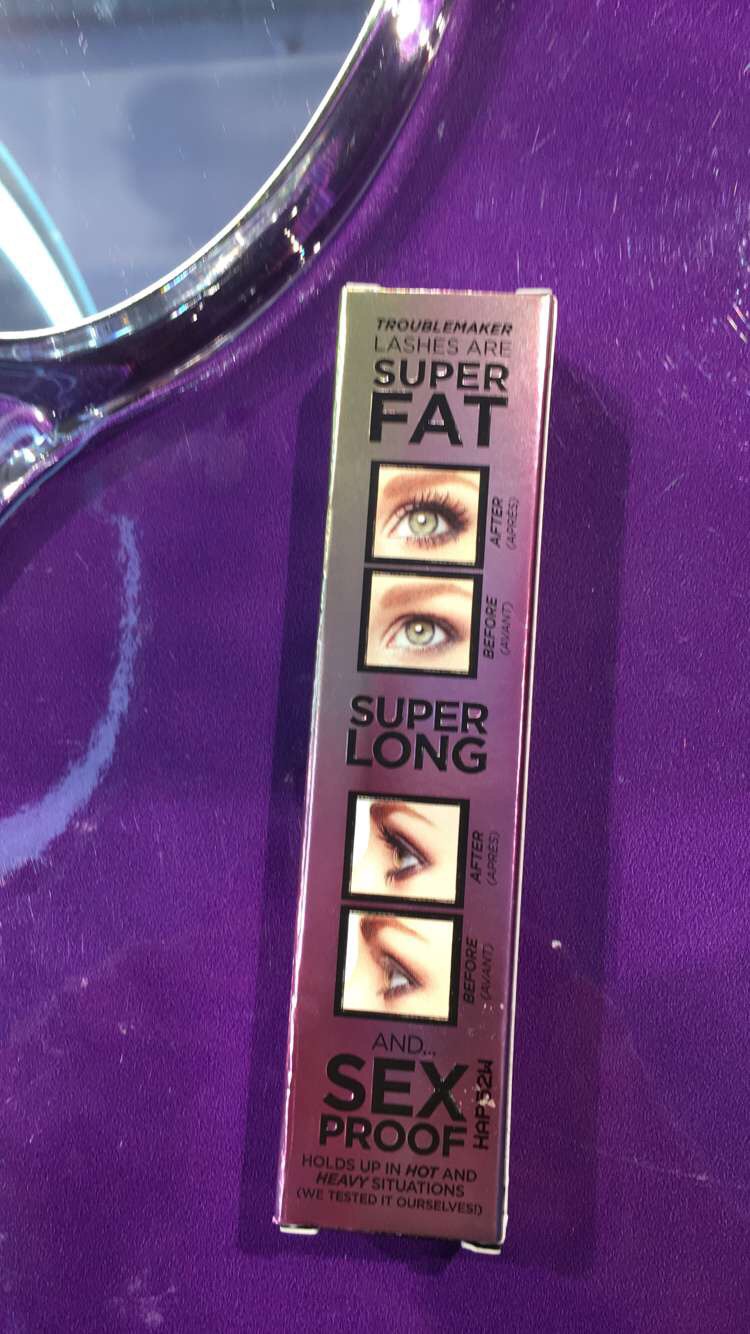 TROUBLEMAKER
LASHES ARE
SUPER
FAT
AFTER
(APRÈS)
BEFORE
(AVANT)
SUPER
LONG
AFTER
(APRÈS)
BEFORE
(AVANT)
AND...
SEX
PROOF
HOLDS UP IN HOT AND
HEAVY SITUATIONS
(WE TESTED IT OURSELVES!)